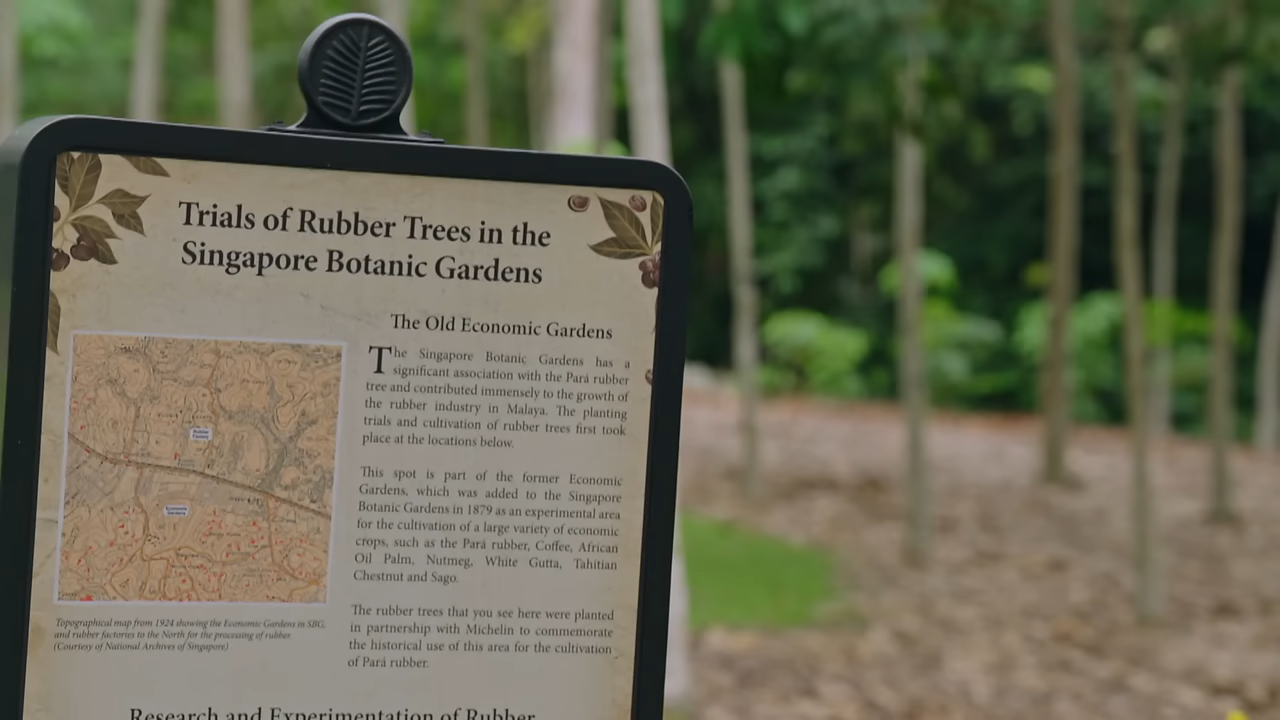 Trials of Rubber Trees in the
Singapore Botanic Gardens
The Old Economic Gardens
The Singapore Botanic Gardens has a
significant association with the Pará rubber
tree and contributed immensely to the growth of
the rubber industry in Malaya. The planting
trials and cultivation of rubber trees first took
place at the locations below.
This spot is part of the former Economic
Gardens, which was added to the Singapore
Botanic Gardens in 1879 as an experimental area
for the cultivation of a large variety of economic
crops, such as the Pará rubber, Coffee, African
Oil Palm, Nutmeg, White Gutta, Tahitian
Chestnut and Sago.
The rubber trees that you see here were planted
in partnership with Michelin to commemorate
the historical use of this area for the cultivation
of Pará rubber.
Rubber
Factory
Economic
Gardens
Topographical map from 1924 showing the Economic Gardens in SBG,
and rubber factories to the North for the processing of rubber.
(Courtesy of National Archives of Singapore)
Research and Experimentation of Rubber